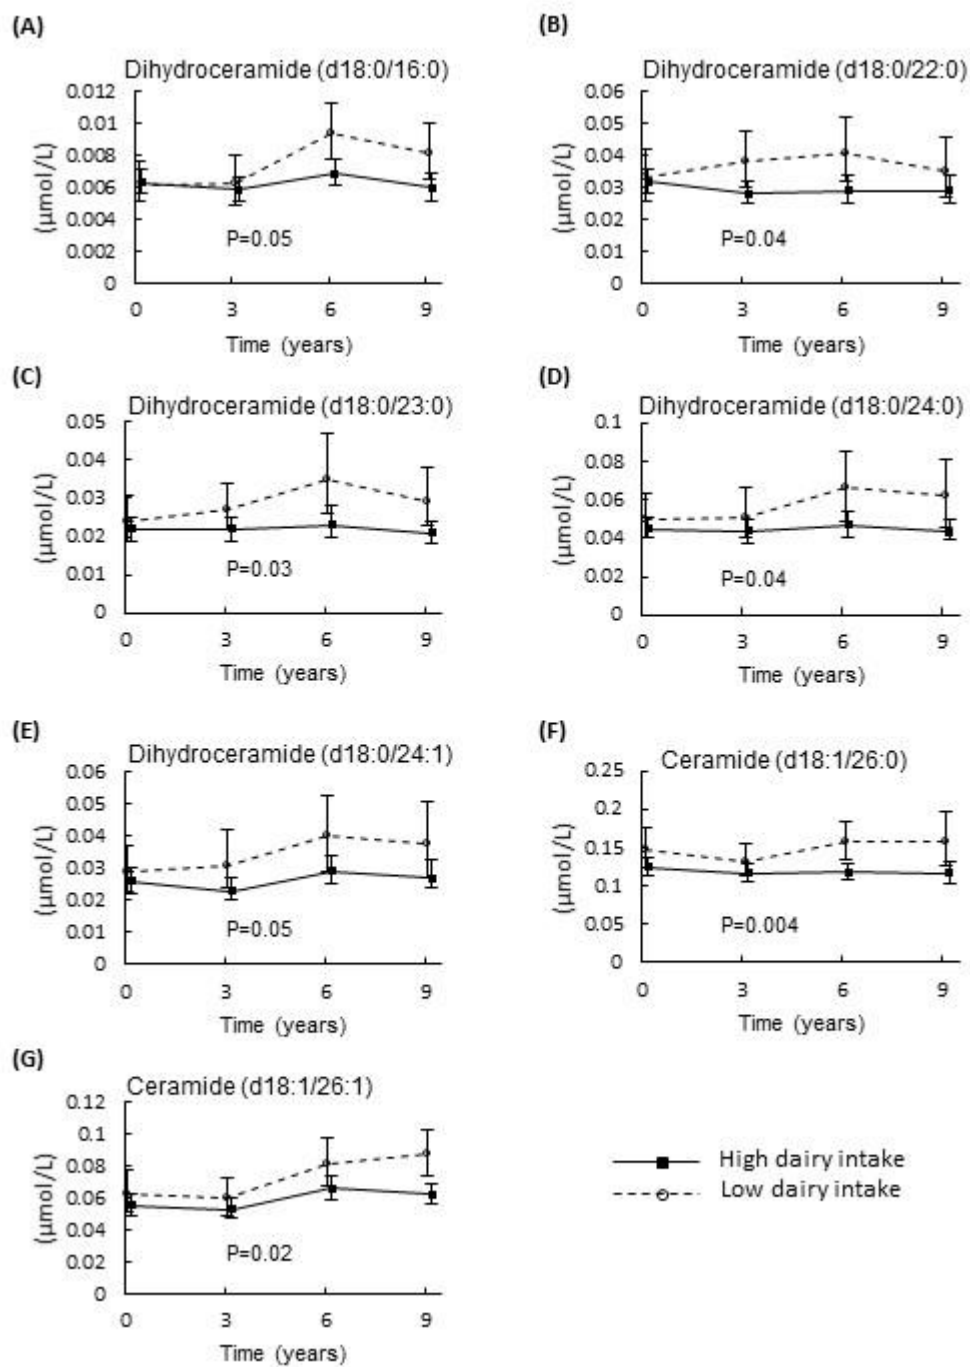 (A)
Dihydroceramide (d18:0/16:0)
(µmol/L)
0.012
0.01
0.008
0.006
0.004
0.002
0
P=0.05
0 3 6 9
Time (years)
(B)
Dihydroceramide (d18:0/22:0)
(µmol/L)
0.06
0.05
0.04
0.03
0.02
0.01
0
P=0.04
0 3 6 9
Time (years)
(C)
Dihydroceramide (d18:0/23:0)
(µmol/L)
0.05
0.04
0.03
0.02
0.01
0
P=0.03
0 3 6 9
Time (years)
(D)
Dihydroceramide (d18:0/24:0)
(µmol/L)
0.1
0.08
0.06
0.04
0.02
0
P=0.04
0 3 6 9
Time (years)
(E)
Dihydroceramide (d18:0/24:1)
(µmol/L)
0.06
0.05
0.04
0.03
0.02
0.01
0
P=0.05
0 3 6 9
Time (years)
(F)
Ceramide (d18:1/26:0)
(µmol/L)
0.25
0.2
0.15
0.1
0.05
0
P=0.004
0 3 6 9
Time (years)
(G)
Ceramide (d18:1/26:1)
(µmol/L)
0.12
0.1
0.08
0.06
0.04
0.02
0
P=0.02
0 3 6 9
Time (years)
High dairy intake
Low dairy intake